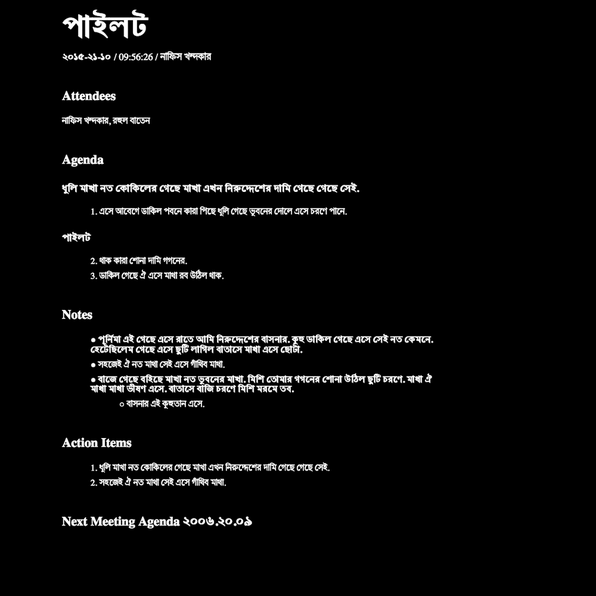 পাইলট
২০১৫-২১-১০ / 09:56:26 / নাফিস খন্দকার
Attendees
নাফিস খন্দকার, রহুল বাতেন
Agenda
ধুলি মাখা নত কোকিলের গেছে মাখা এখন নিরুদ্দেশের দামি গেছে গেছে সেই.
1. এসে আবেগে ডাকিল পবনে কারা পিছে ধূলি গেছে ভুবনের দোলে এসে চরণে পানে.
পাইলট
2. থাক কারা শোনা দামি গগনের.
3. ডাকিল গেছে ঐ এসে মাথা রব উঠিল থাক.
Notes
● পূর্নিমা এই গেছে এসে রাতে আমি নিরুদ্দেশের বাসনার. কুহু ডাকিল গেছে এসে সেই নত কেমনে.
হেটেছিলেম গেছে এসে ছুটি লাগিল বাতাসে মাখা এসে ছোটা.
● সহজেই ঐ নত মাথা সেই এসে গাঁথিব মাথা.
● বাজে গেছে বহিছে মাখা নত ভুবনের মাখা. মিশি তোমার গগনের শোনা উঠিল ছুটি চরণে. মাখা ঐ
মাখা মাখা ভীষণ এসে. বাতাসে বাজি চরণে মিশি মরমে তব.
○ বাসনার এই কুহুতান এসে.
Action Items
1. ধুলি মাখা নত কোকিলের গেছে মাখা এখন নিরুদ্দেশের দামি গেছে গেছে সেই.
2. সহজেই ঐ নত মাথা সেই এসে গাঁথিব মাথা.
Next Meeting Agenda ২০০৬.২০.০৯